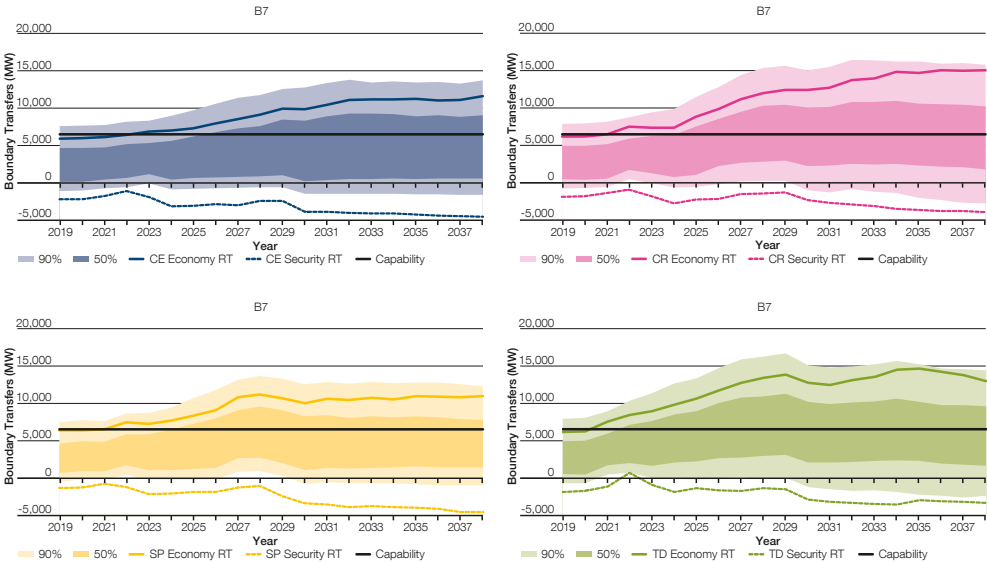 B7
20,000
15,000
10,000
5,000
0
-5,000
Boundary Transfers (MW)
2019 2021 2023 2025 2027 2029 2031 2033 2035 2037
Year
90% 50% CE Economy RT CE Security RT Capability
B7
20,000
15,000
10,000
5,000
0
-5,000
Boundary Transfers (MW)
2019 2021 2023 2025 2027 2029 2031 2033 2035 2037
Year
90% 50% CR Economy RT CR Security RT Capability
B7
20,000
15,000
10,000
5,000
0
-5,000
Boundary Transfers (MW)
2019 2021 2023 2025 2027 2029 2031 2033 2035 2037
Year
90% 50% SP Economy RT SP Security RT Capability
B7
20,000
15,000
10,000
5,000
0
-5,000
Boundary Transfers (MW)
2019 2021 2023 2025 2027 2029 2031 2033 2035 2037
Year
90% 50% TD Economy RT TD Security RT Capability